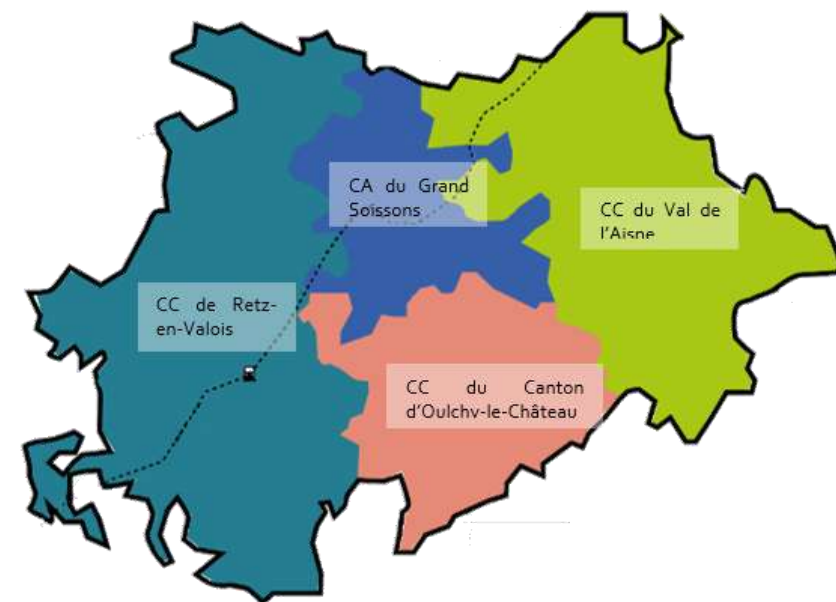 CA du Grand
Soissons
CC du Val de
l'Aisne
CC de Retz-
en-Valois
CC du Canton
d'Oulchy-le-Château